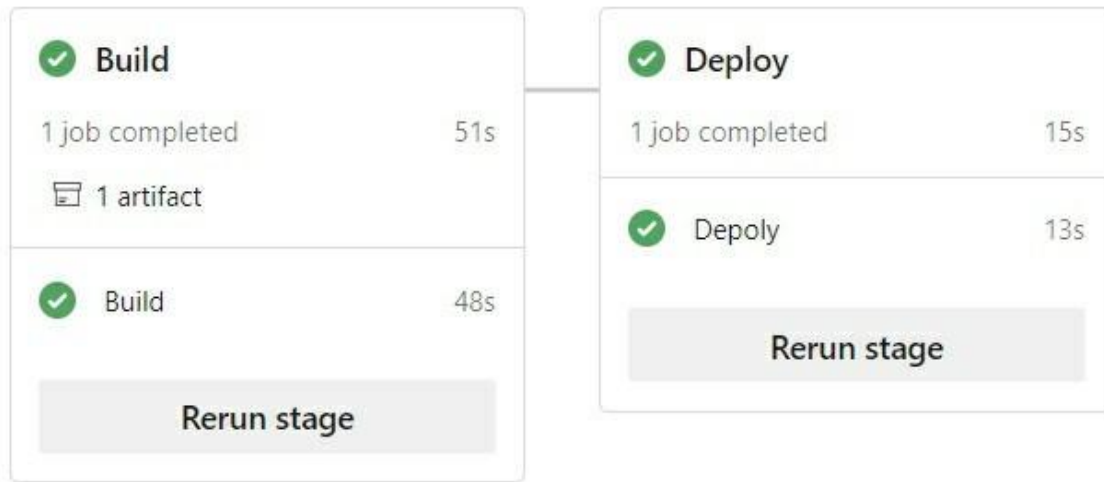 Build
1 job completed 51s
1 artifact
Build 48s
Rerun stage
Deploy
1 job completed 15s
Depoly 13s
Rerun stage